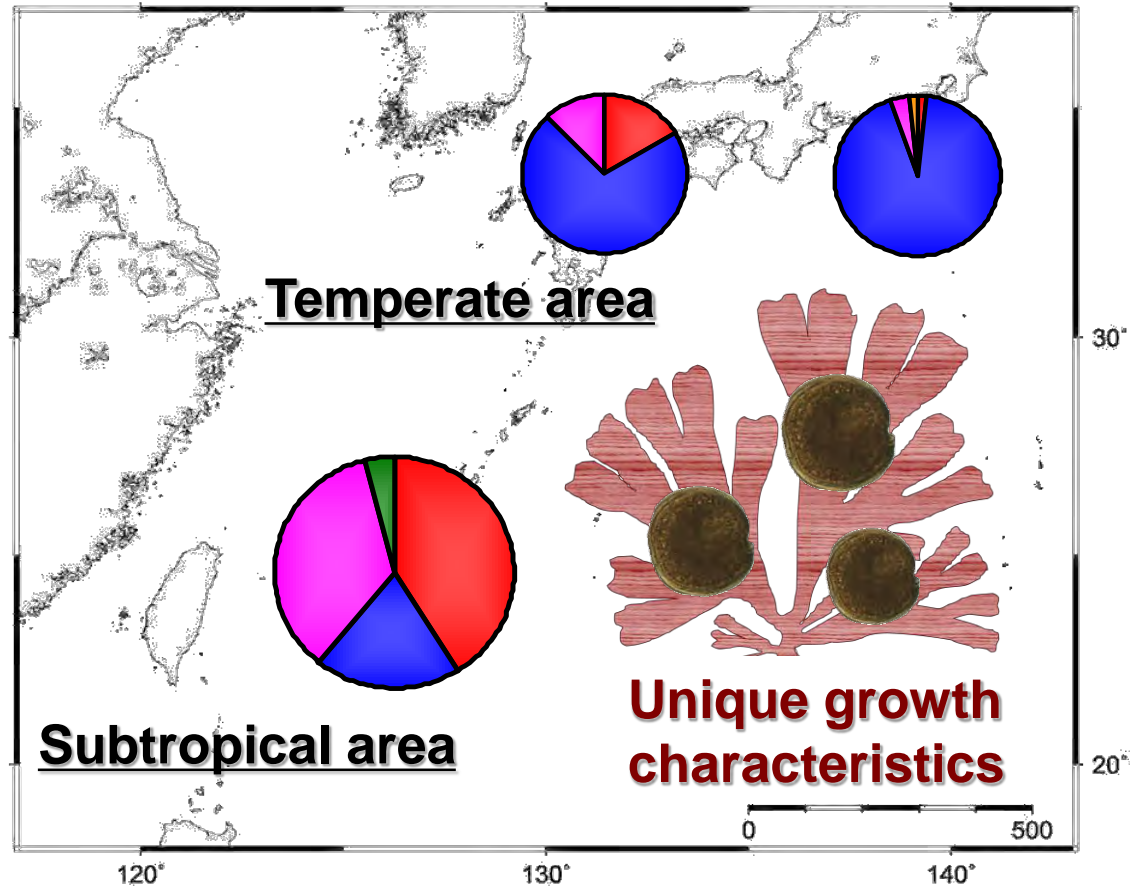 Temperate area
30°
Subtropical area
Unique growth
characteristics
20°
0 500
120° 130° 140°